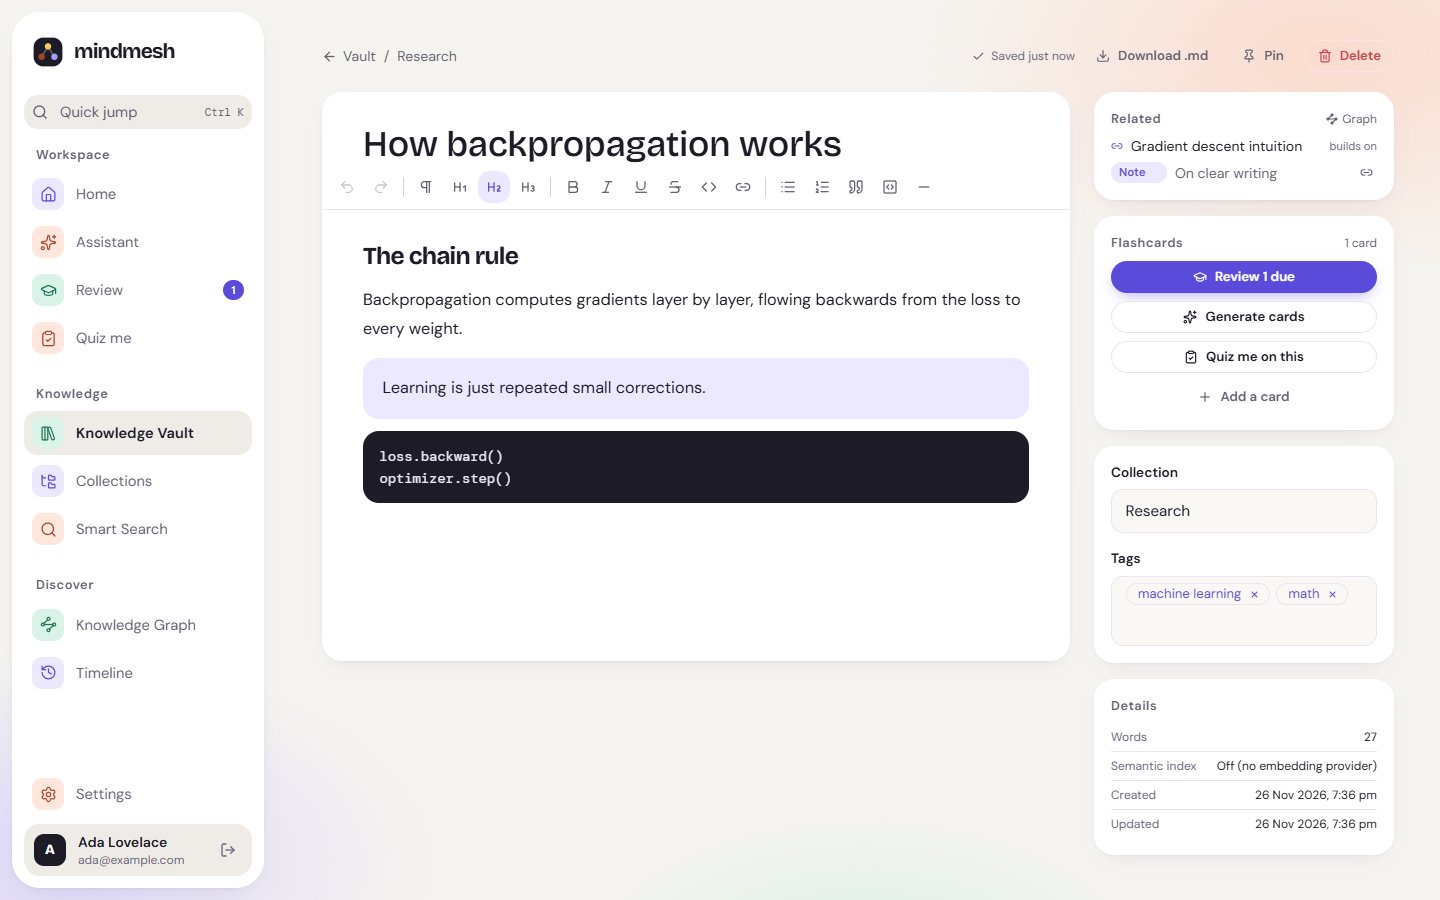 mindmesh
Quick jump Ctrl K
Workspace
Home
Assistant
Review 1
Quiz me
Knowledge
Knowledge Vault
Collections
Smart Search
Discover
Knowledge Graph
Timeline
Settings
A Ada Lovelace
ada@example.com
Vault / Research
Saved just now Download .md Pin Delete
How backpropagation works
H1 H2 H3 B I U S
The chain rule
Backpropagation computes gradients layer by layer, flowing backwards from the loss to
every weight.
Learning is just repeated small corrections.
loss.backward()
optimizer.step()
Related Graph
Gradient descent intuition builds on
Note On clear writing
Flashcards 1 card
Review 1 due
Generate cards
Quiz me on this
Add a card
Collection
Research
Tags
machine learning × math ×
Details
Words 27
Semantic index Off (no embedding provider)
Created 26 Nov 2026, 7:36 pm
Updated 26 Nov 2026, 7:36 pm